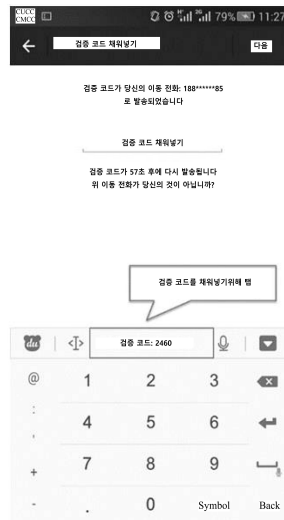 CUCC
CMCC
79% 11:27
검증 코드 채워넣기
다음
검증 코드가 당신의 이동 전화: 188******85
로 발송되었습니다
검증 코드 채워넣기
검증 코드가 57초 후에 다시 발송됩니다
위 이동 전화가 당신의 것이 아닙니까?
검증 코드를 채워넣기위해 탭
du
검증 코드: 2460
@ 1 2 3
: 4 5 6
,
7 8 9
+
- . 0 Symbol Back